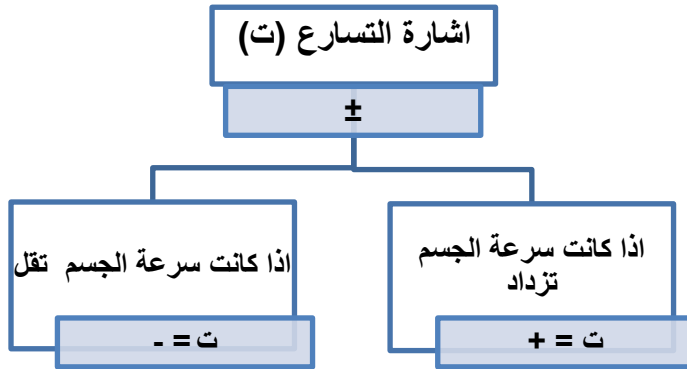 اشارة التسارع (ت)
±
اذا كانت سرعة الجسم
تزداد
ت = +
اذا كانت سرعة الجسم تقل
ت = -